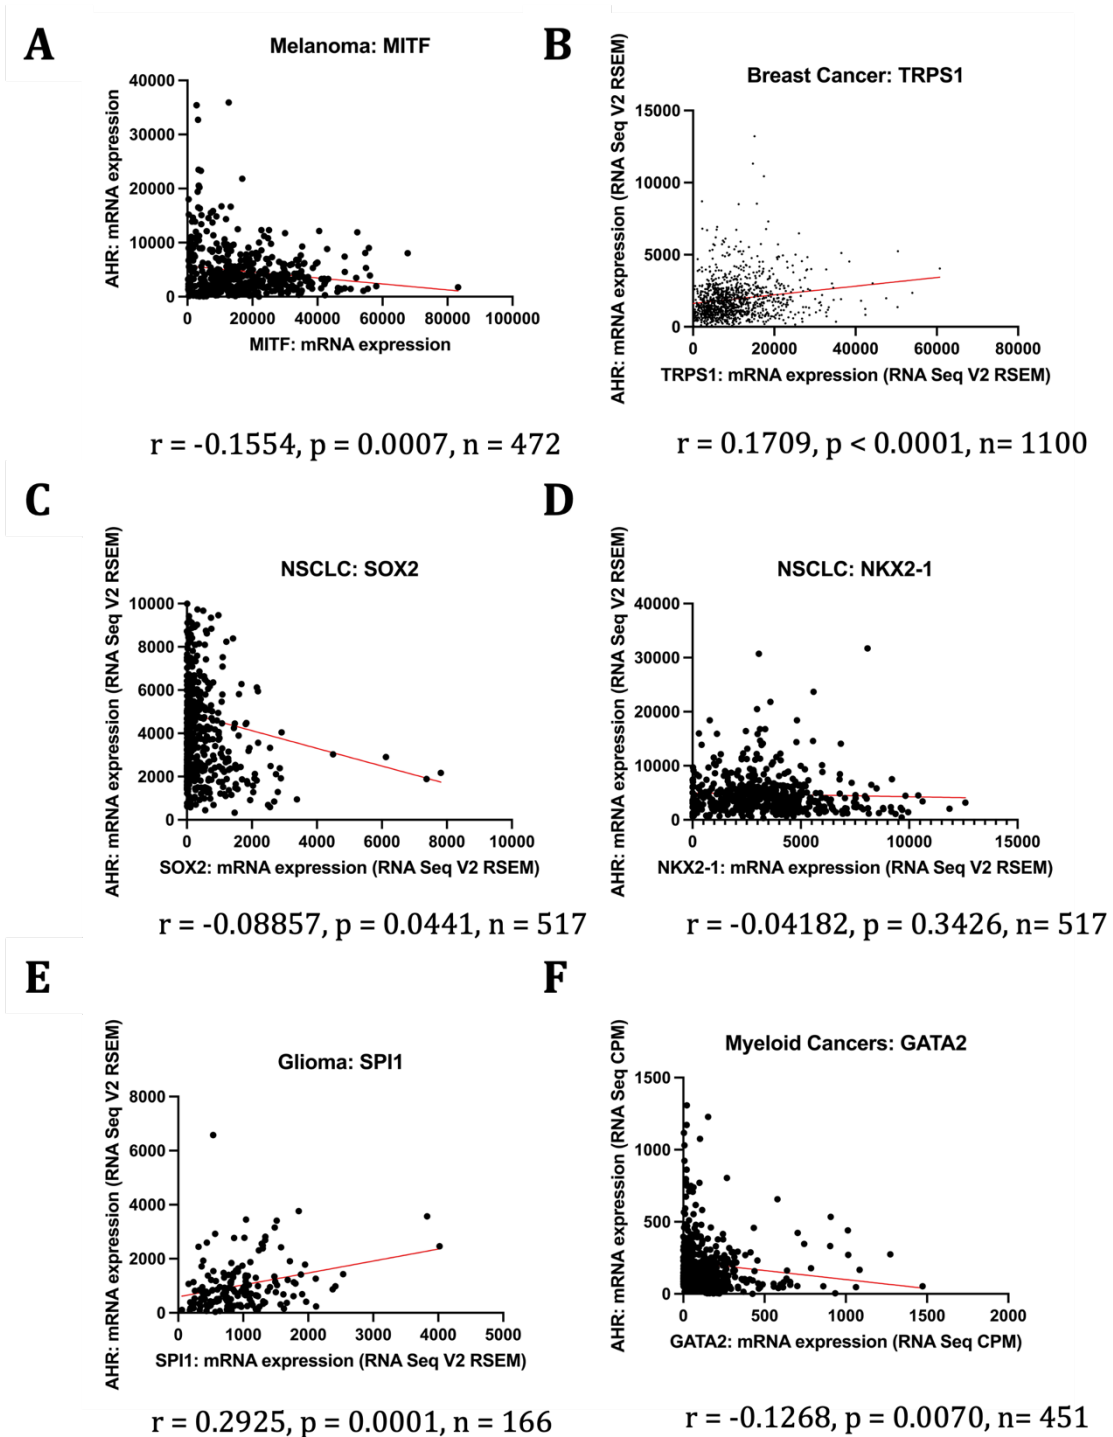 A
Melanoma: MITF
AHR: mRNA expression
40000
30000
20000
10000
0
0 20000 40000 60000 80000 100000
MITF: mRNA expression
r = -0.1554, p = 0.0007, n = 472
B
Breast Cancer: TRPS1
AHR: mRNA expression (RNA Seq V2 RSEM)
15000
10000
5000
0
0 20000 40000 60000 80000
TRPS1: mRNA expression (RNA Seq V2 RSEM)
r = 0.1709, p < 0.0001, n= 1100
C
NSCLC: SOX2
AHR: mRNA expression (RNA Seq V2 RSEM)
10000
8000
6000
4000
2000
0
0 2000 4000 6000 8000 10000
SOX2: mRNA expression (RNA Seq V2 RSEM)
r = -0.08857, p = 0.0441, n = 517
D
NSCLC: NKX2-1
AHR: mRNA expression (RNA Seq V2 RSEM)
40000
30000
20000
10000
0
0 5000 10000 15000
NKX2-1: mRNA expression (RNA Seq V2 RSEM)
r = -0.04182, p = 0.3426, n= 517
E
Glioma: SPI1
AHR: mRNA expression (RNA Seq V2 RSEM)
8000
6000
4000
2000
0
0 1000 2000 3000 4000 5000
SPI1: mRNA expression (RNA Seq V2 RSEM)
r = 0.2925, p = 0.0001, n = 166
F
Myeloid Cancers: GATA2
AHR: mRNA expression (RNA Seq CPM)
1500
1000
500
0
0 500 1000 1500 2000
GATA2: mRNA expression (RNA Seq CPM)
r = -0.1268, p = 0.0070, n= 451